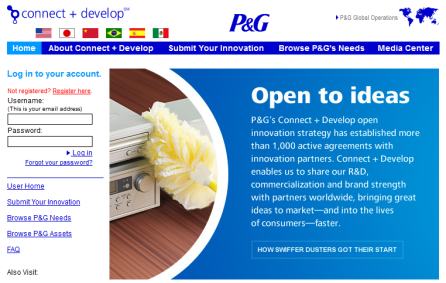 connect + develop℠
P&G
P&G Global Operations
Home About Connect + Develop Submit Your Innovation Browse P&G's Needs Media Center
Log in to your account.
Not registered? Register here.
Username:
(This is your email address)
Password:
Log in
Forgot your password?
User Home
Submit Your Innovation
Browse P&G Needs
Browse P&G Assets
FAQ
Also Visit:
Open to ideas
P&G's Connect + Develop open
innovation strategy has established more
than 1,000 active agreements with
innovation partners. Connect + Develop
enables us to share our R&D,
commercialization and brand strength
with partners worldwide, bringing great
ideas to market—and into the lives
of consumers—faster.
HOW SWIFFER DUSTERS GOT THEIR START